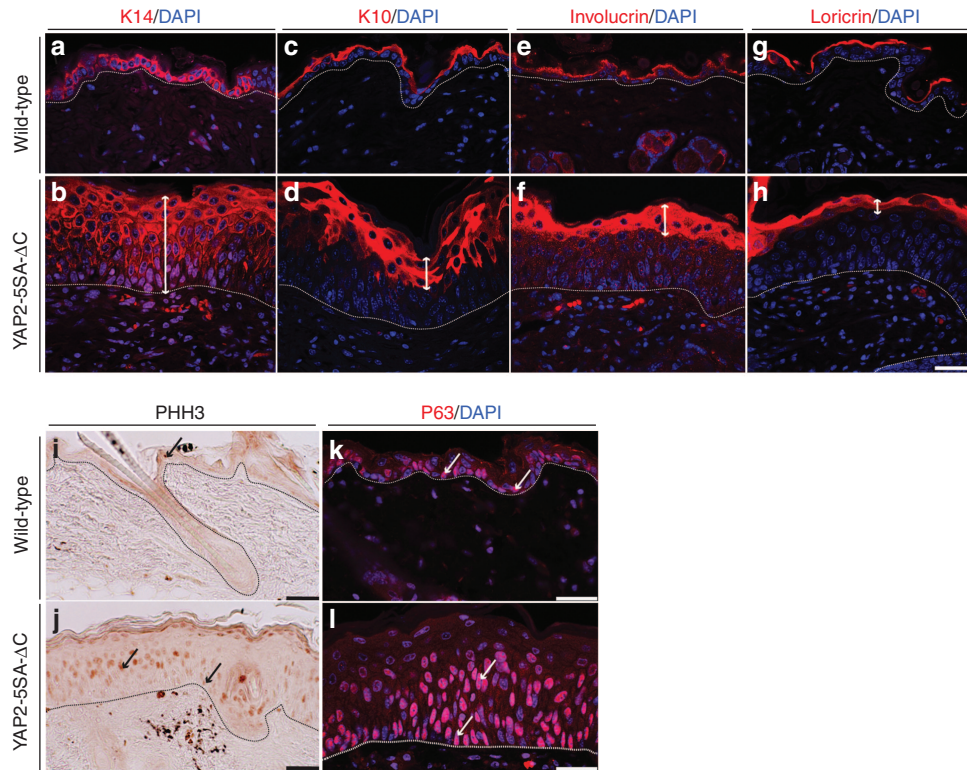 K14/DAPI K10/DAPI Involucrin/DAPI Loricrin/DAPI
Wild-type
a c e g
YAP2-5SA-ΔC
b d f h
PHH3 P63/DAPI
Wild-type
i k
YAP2-5SA-ΔC
j l